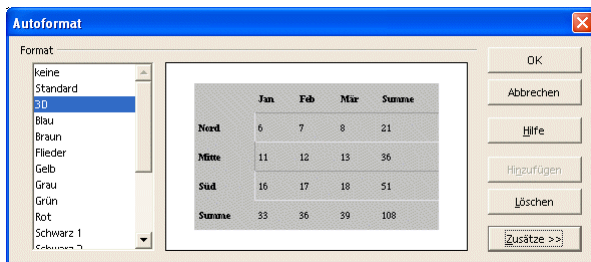 Autoformat
Format
keine
Standard
3D
Blau
Braun
Flieder
Gelb
Grau
Grün
Rot
Schwarz 1
Schwarz 2
Jan Feb Mär Summe
Nord 6 7 8 21
Mitte 11 12 13 36
Süd 16 17 18 51
Summe 33 36 39 108
OK
Abbrechen
Hilfe
Hinzufügen
Löschen
Zusätze >>